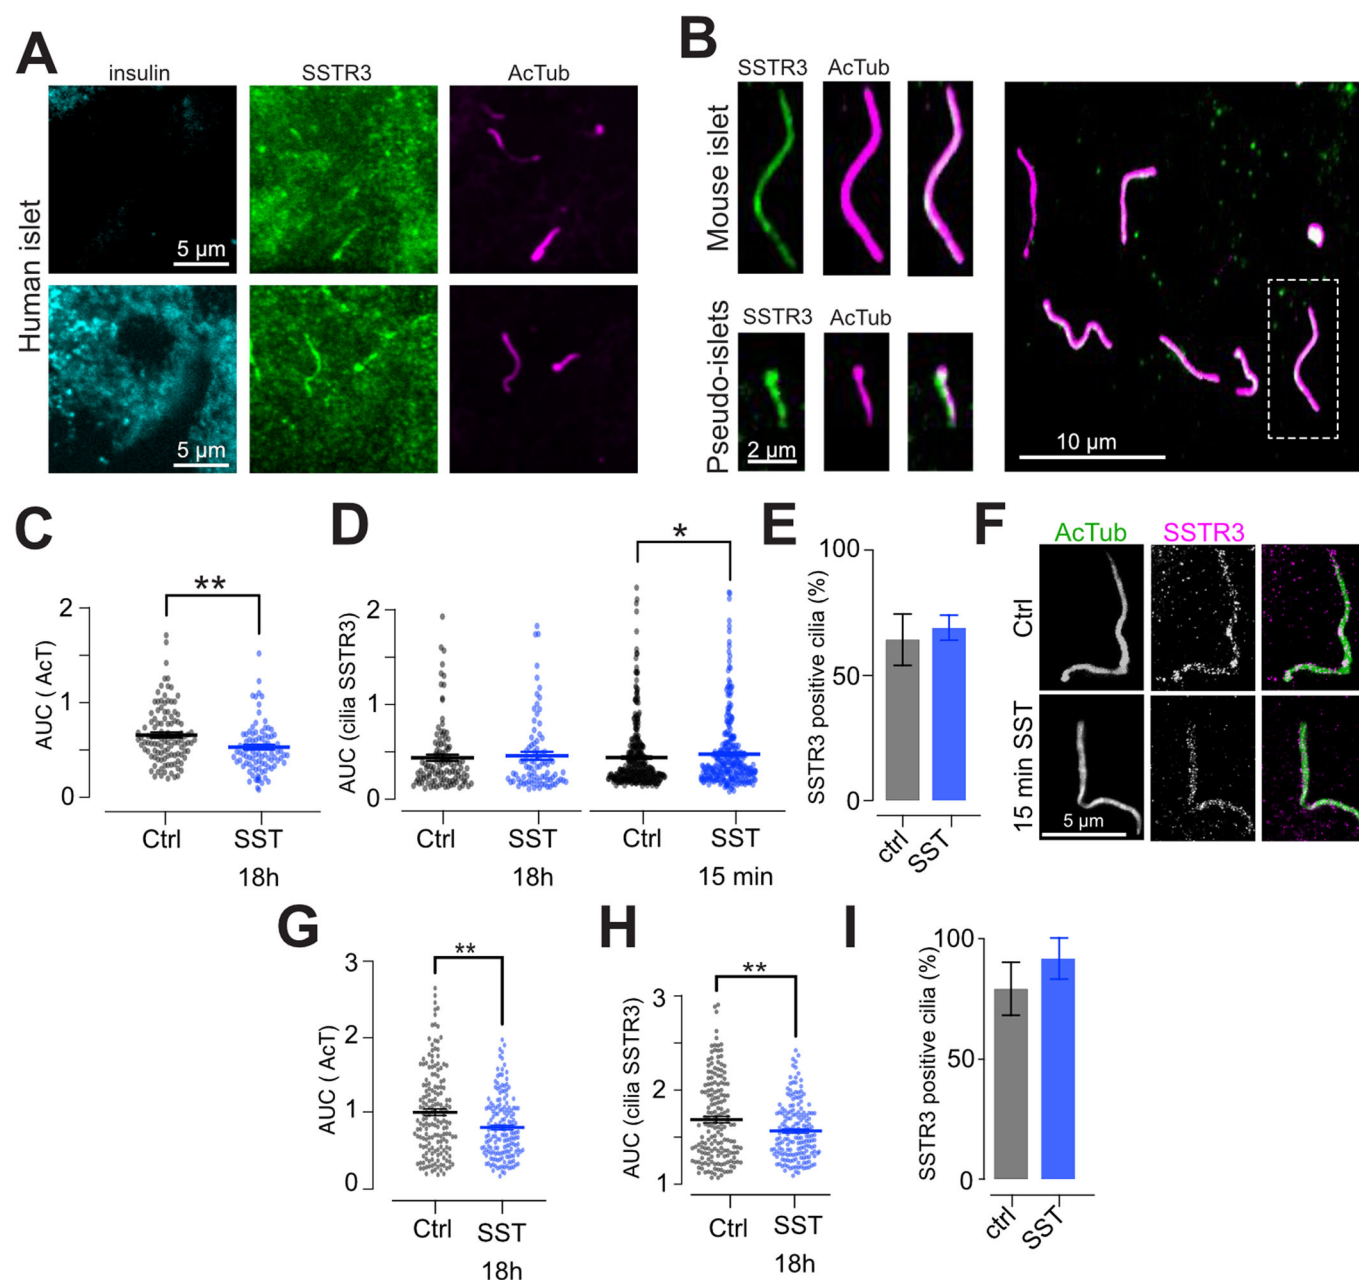 A
insulin
SSTR3
AcTub
Human islet
5 µm
5 µm
B
SSTR3
AcTub
Mouse islet
SSTR3
AcTub
Pseudo-islets
2 µm
10 µm
C
**
AUC ( AcT)
2
1
0
Ctrl
SST
18h
D
*
AUC (cilia SSTR3)
2
1
0
Ctrl
SST
18h
Ctrl
SST
15 min
E
SSTR3 positive cilia (%)
100
50
0
ctrl
SST
F
AcTub
SSTR3
Ctrl
15 min SST
5 µm
G
**
AUC ( AcT)
3
2
1
0
Ctrl
SST
18h
H
**
AUC (cilia SSTR3)
3
2
1
Ctrl
SST
18h
I
SSTR3 positive cilia (%)
100
50
0
ctrl
SST